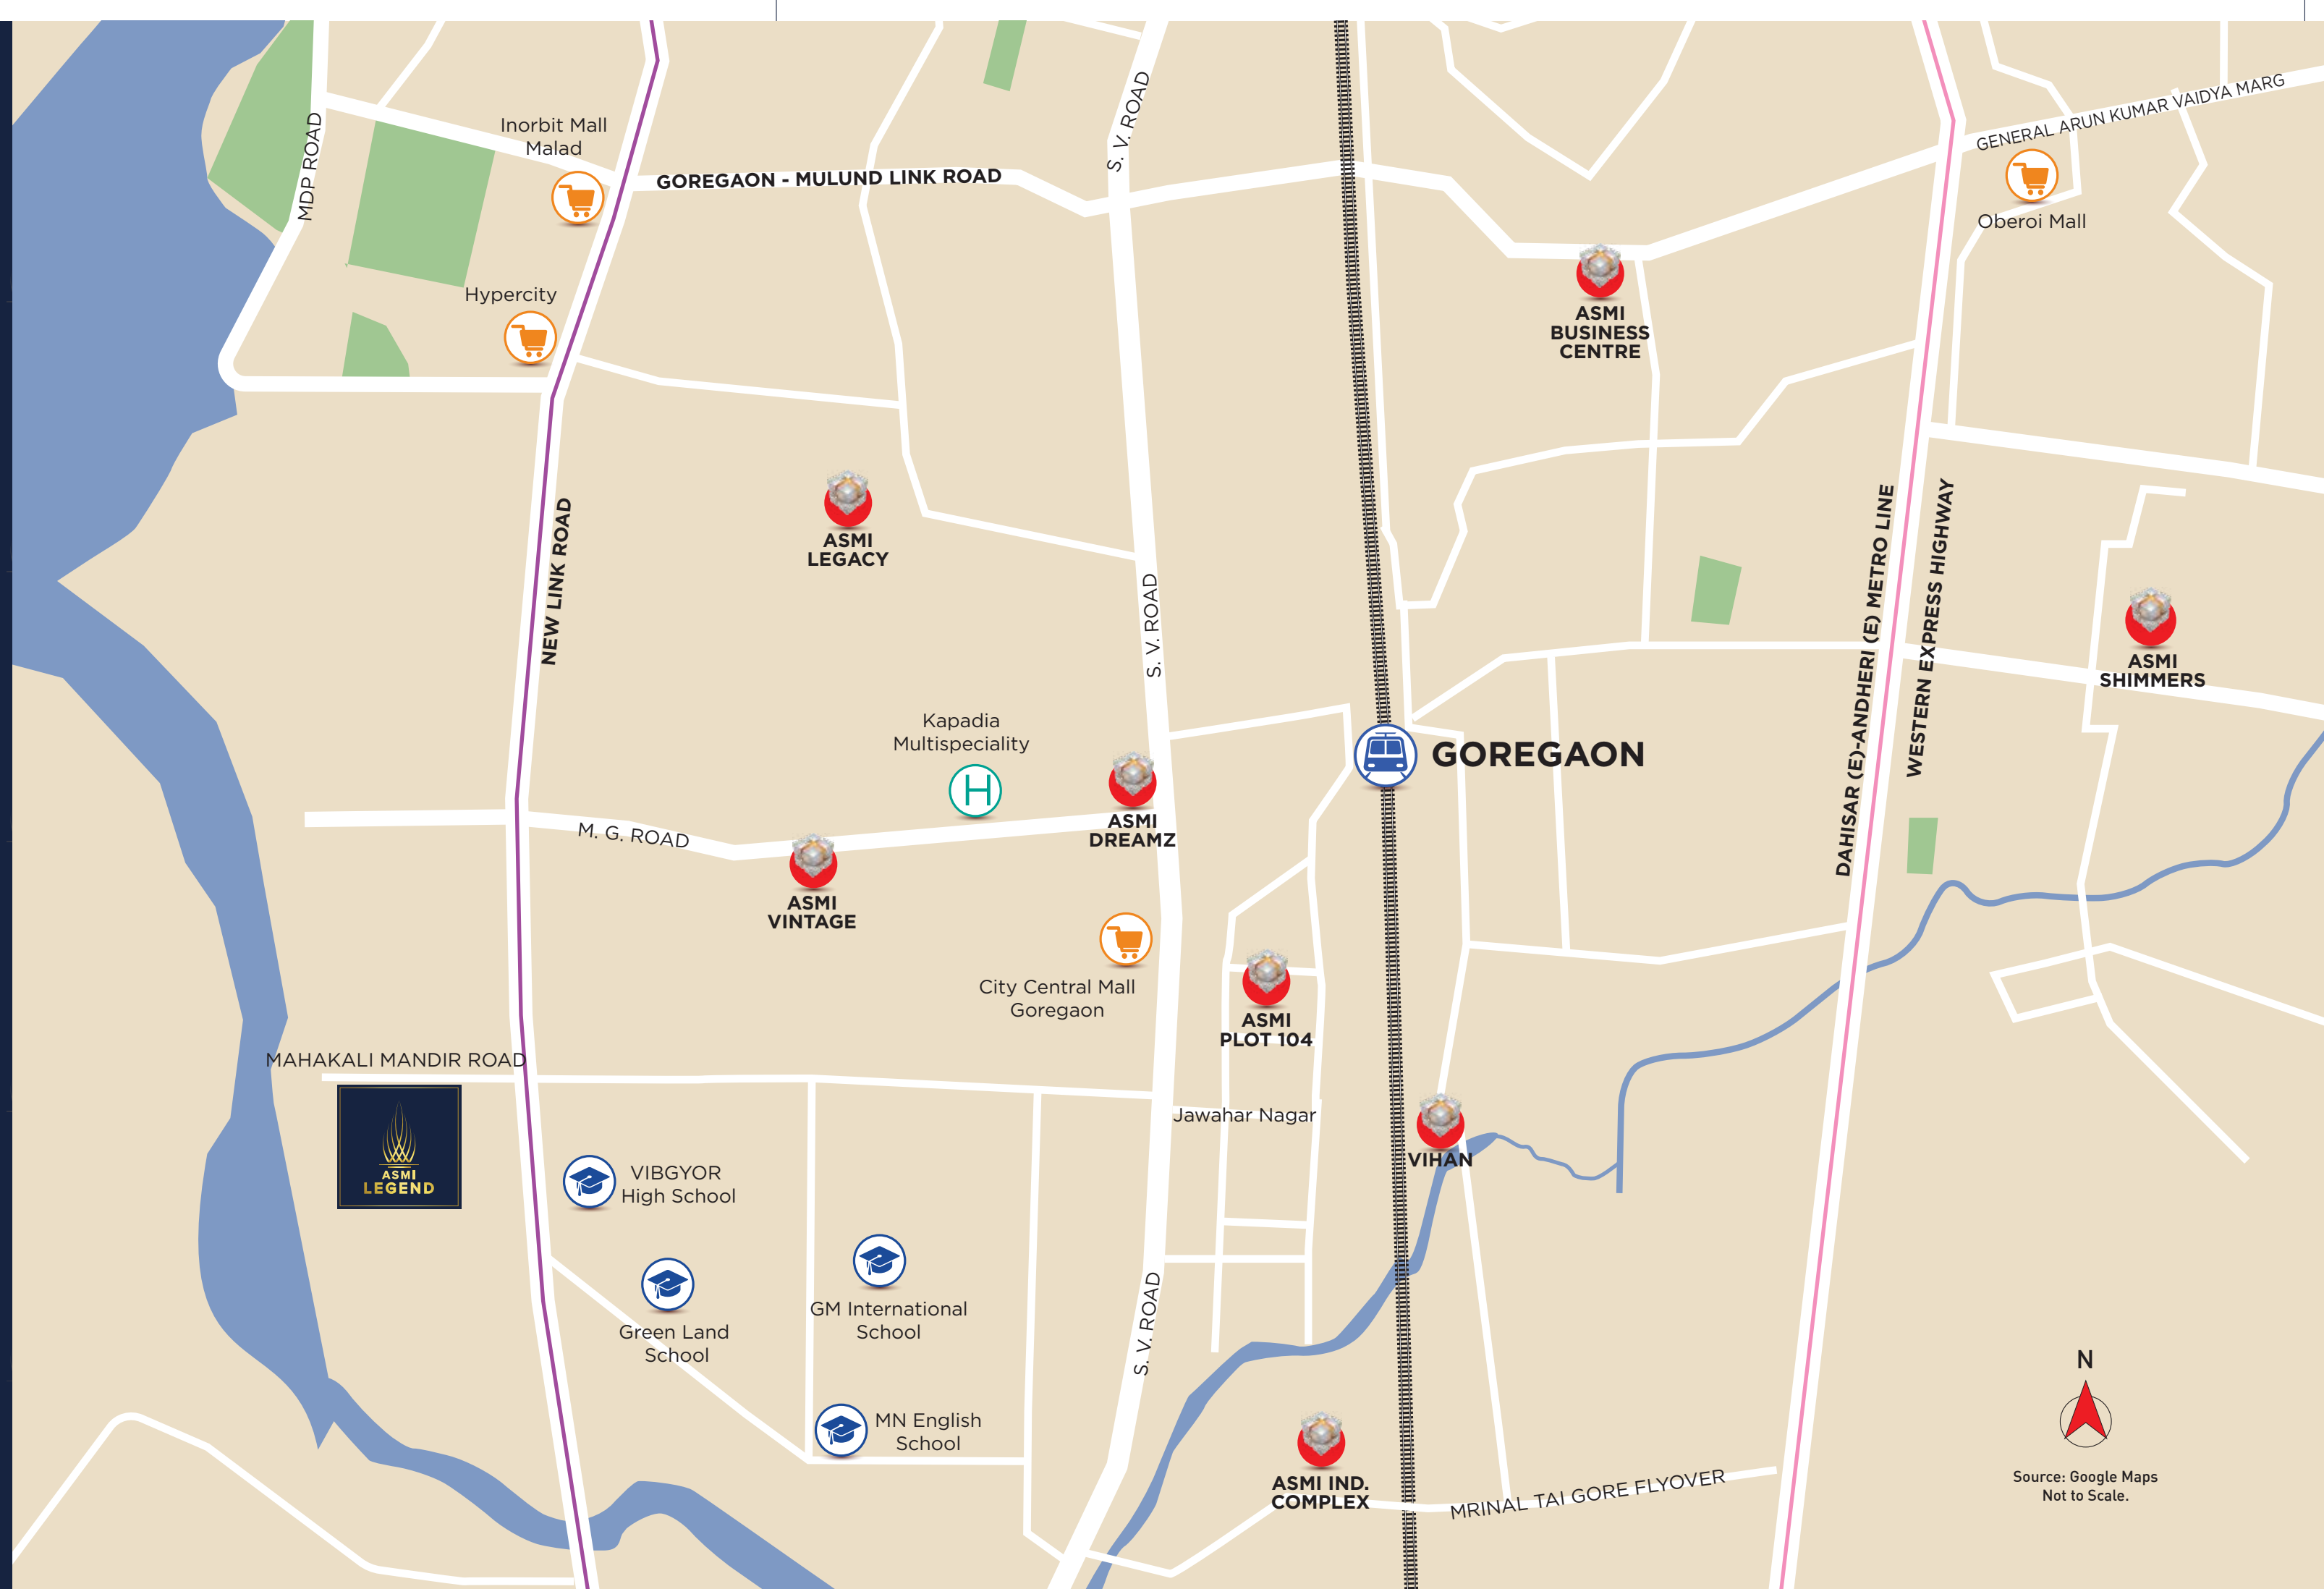 S. V. ROAD
GENERAL ARUN KUMAR VAIDYA MARG
MDP ROAD
Inorbit Mall
Malad
GOREGAON - MULUND LINK ROAD
Oberoi Mall
Hypercity
ASMI
BUSINESS
CENTRE
NEW LINK ROAD
ASMI
LEGACY
S. V. ROAD
DAHISAR (E)-ANDHERI (E) METRO LINE
WESTERN EXPRESS HIGHWAY
ASMI
SHIMMERS
Kapadia
Multispeciality
H
GOREGAON
M. G. ROAD
ASMI
DREAMZ
ASMI
VINTAGE
City Central Mall
Goregaon
ASMI
PLOT 104
MAHAKALI MANDIR ROAD
Jawahar Nagar
ASMI
LEGEND
VIBGYOR
High School
VIHAN
GM International
School
Green Land
School
S. V. ROAD
MN English
School
ASMI IND.
COMPLEX
MRINAL TAI GORE FLYOVER
N
Source: Google Maps
Not to Scale.